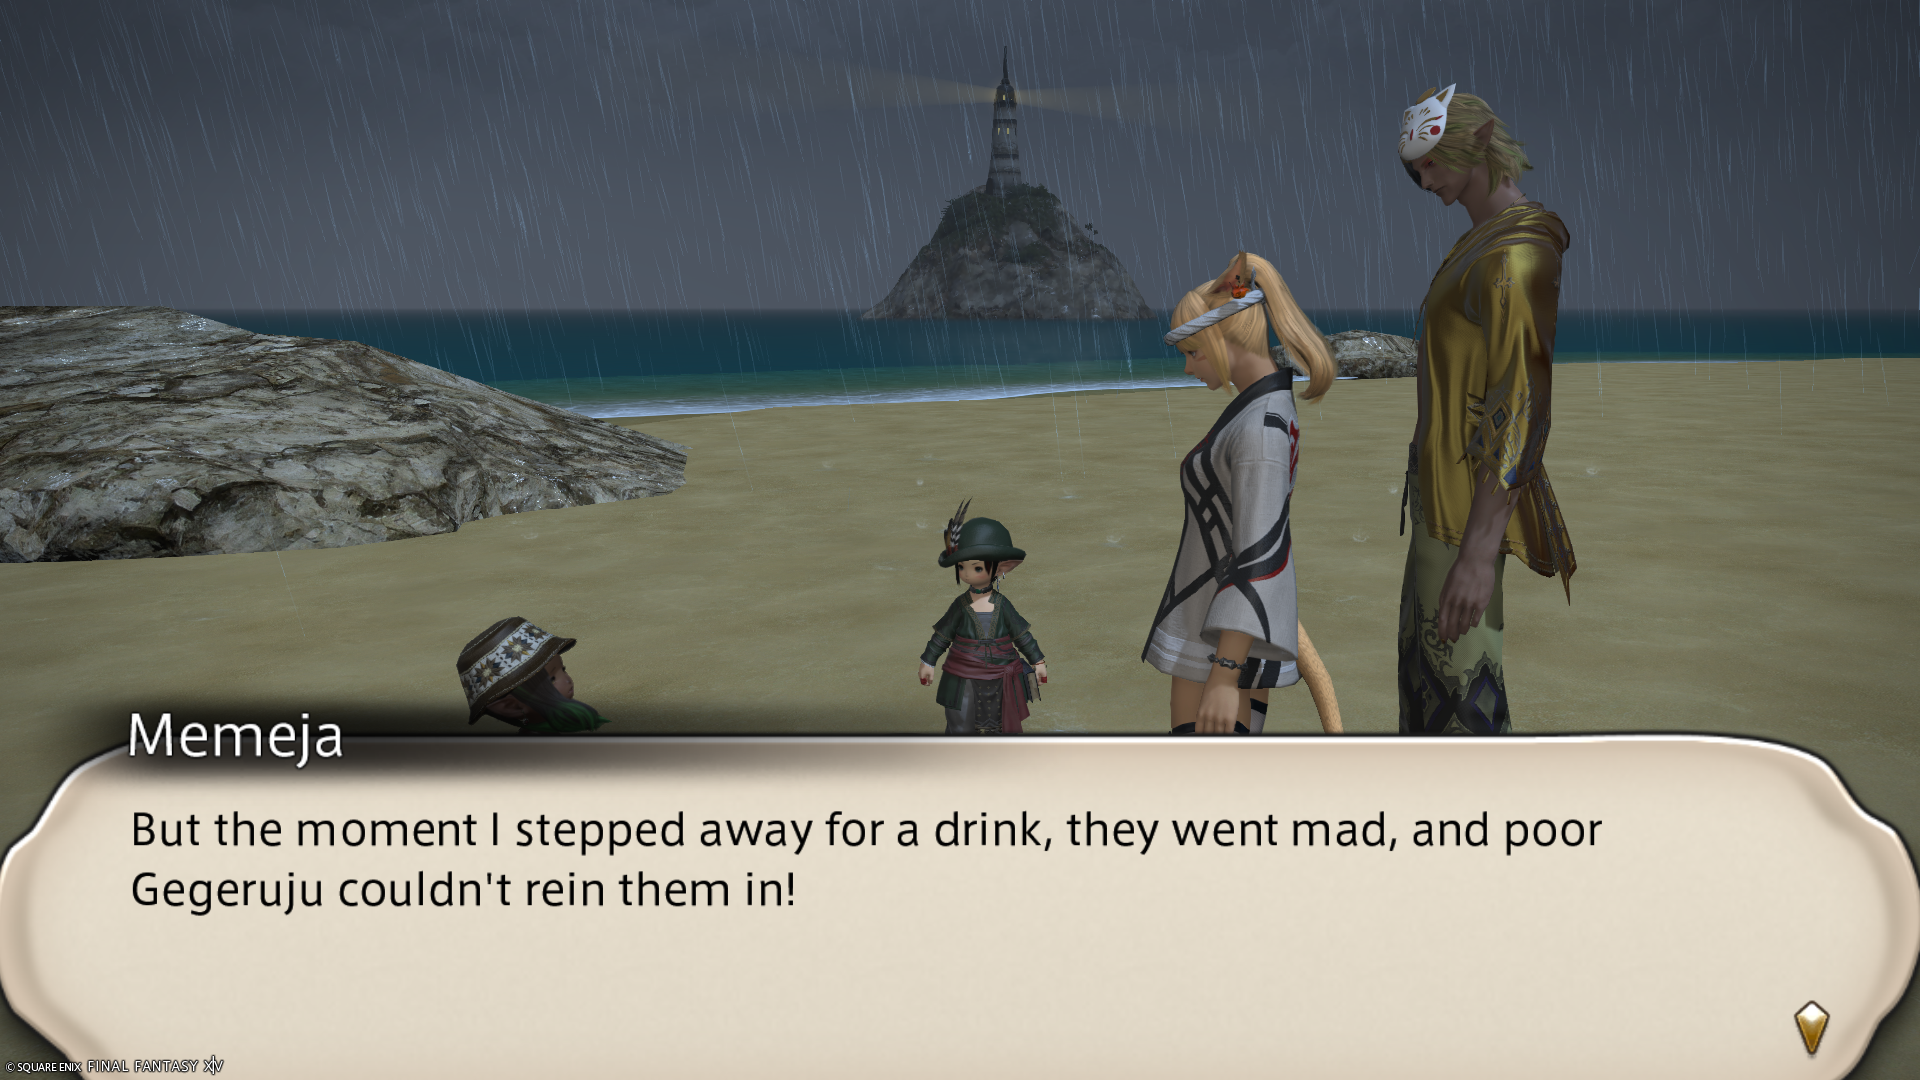 Memeja
But the moment I stepped away for a drink, they went mad, and poor
Gegeruju couldn't rein them in!
© SQUARE ENIX FINAL FANTASY XIV